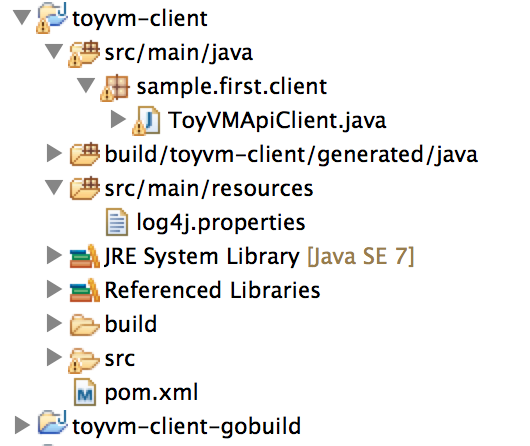 toyvm-client
src/main/java
sample.first.client
ToyVMApiClient.java
build/toyvm-client/generated/java
src/main/resources
log4j.properties
JRE System Library [Java SE 7]
Referenced Libraries
build
src
pom.xml
toyvm-client-gobuild